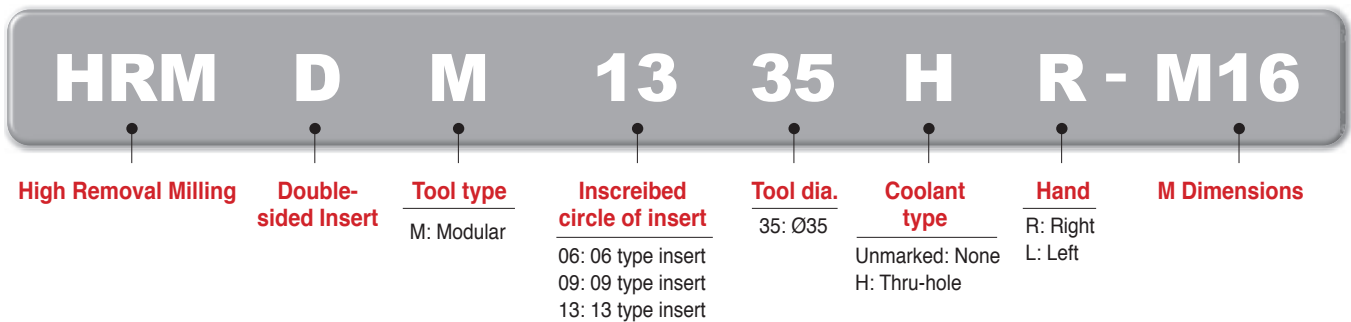 HRM D M 13 35 H R - M16
High Removal Milling
Double-
sided Insert
Tool type
M: Modular
Inscreibed
circle of insert
06: 06 type insert
09: 09 type insert
13: 13 type insert
Tool dia.
35: Ø35
Coolant
type
Unmarked: None
H: Thru-hole
Hand
R: Right
L: Left
M Dimensions